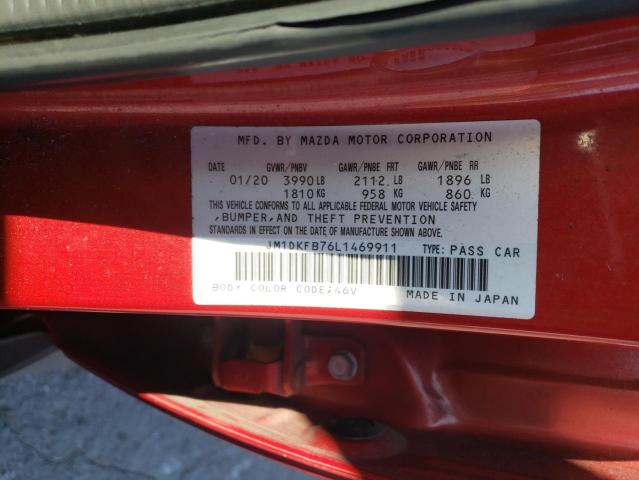 MFD. BY MAZDA MOTOR CORPORATION
DATE GVWR/PNBV GAWR/PNBE FRT GAWR/PNBE RR
01/20 3990 LB 2112 LB 1896 LB
1810 KG 958 KG 860 KG
THIS VEHICLE CONFORMS TO ALL APPLICABLE FEDERAL MOTOR VEHICLE SAFETY
,BUMPER,AND THEFT PREVENTION
STANDARDS IN EFFECT ON THE DATE OF MANUFACTURE SHOWN ABOVE.
JM1DKFB76L1469911 TYPE: PASS CAR
BODY COLOR CODE:46V MADE IN JAPAN